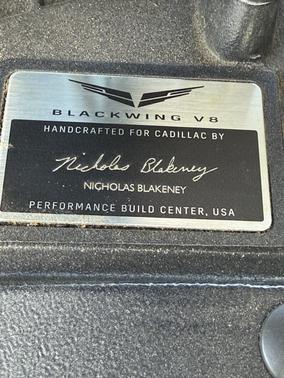 BLACKWING V8
HANDCRAFTED FOR CADILLAC BY
Nicholas Blakeney
NICHOLAS BLAKENEY
PERFORMANCE BUILD CENTER, USA